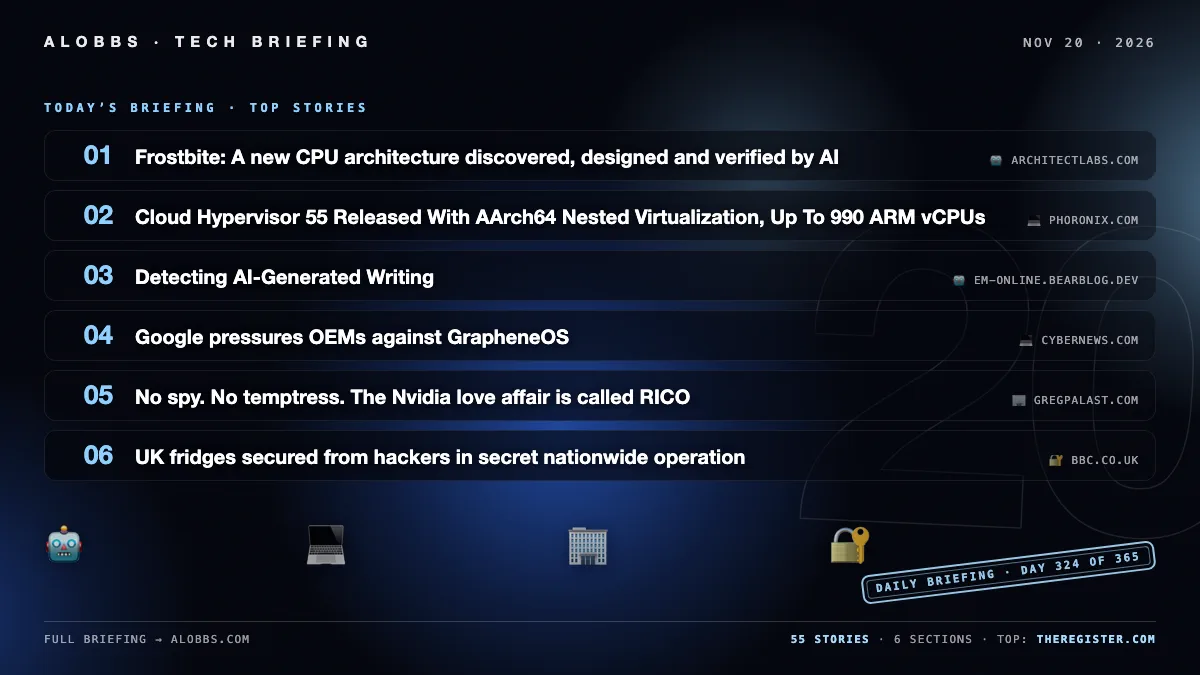 ALOBBS · TECH BRIEFING
NOV 20 · 2026
TODAY'S BRIEFING · TOP STORIES
01 Frostbite: A new CPU architecture discovered, designed and verified by AI ARCHITECTLABS.COM
02 Cloud Hypervisor 55 Released With AArch64 Nested Virtualization, Up To 990 ARM vCPUs PHORONIX.COM
03 Detecting AI-Generated Writing EM-ONLINE.BEARBLOG.DEV
04 Google pressures OEMs against GrapheneOS CYBERNEWS.COM
05 No spy. No temptress. The Nvidia love affair is called RICO GREGPALAST.COM
06 UK fridges secured from hackers in secret nationwide operation BBC.CO.UK
20
DAILY BRIEFING · DAY 324 OF 365
FULL BRIEFING → ALOBBS.COM
55 STORIES · 6 SECTIONS · TOP: THEREGISTER.COM